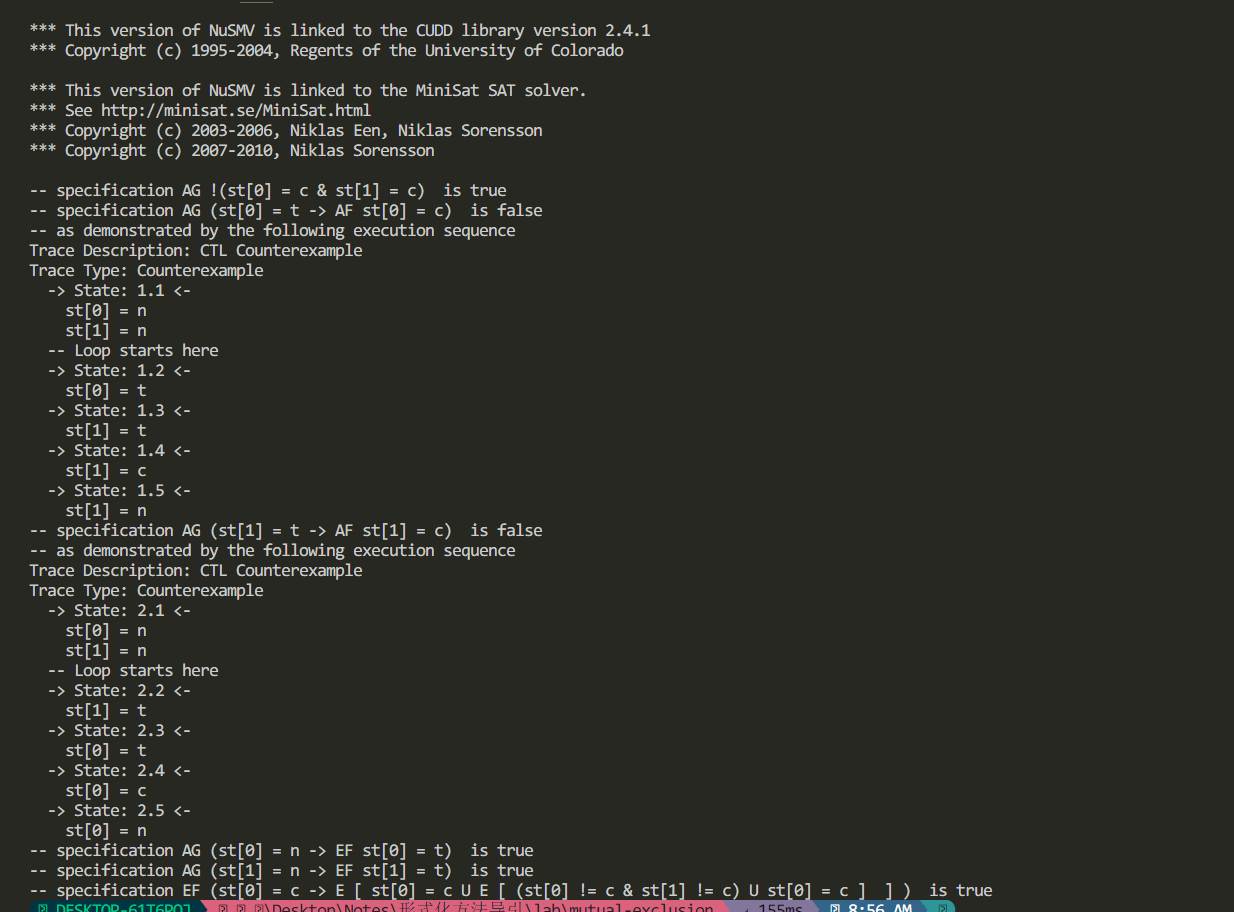 *** This version of NuSMV is linked to the CUDD library version 2.4.1
*** Copyright (c) 1995-2004, Regents of the University of Colorado
*** This version of NuSMV is linked to the MiniSat SAT solver.
*** See http://minisat.se/MiniSat.html
*** Copyright (c) 2003-2006, Niklas Een, Niklas Sorensson
*** Copyright (c) 2007-2010, Niklas Sorensson
-- specification AG !(st[0] = c & st[1] = c)  is true
-- specification AG (st[0] = t -> AF st[0] = c)  is false
-- as demonstrated by the following execution sequence
Trace Description: CTL Counterexample
Trace Type: Counterexample
  -> State: 1.1 <-
    st[0] = n
    st[1] = n
  -- Loop starts here
  -> State: 1.2 <-
    st[0] = t
  -> State: 1.3 <-
    st[1] = t
  -> State: 1.4 <-
    st[1] = c
  -> State: 1.5 <-
    st[1] = n
-- specification AG (st[1] = t -> AF st[1] = c)  is false
-- as demonstrated by the following execution sequence
Trace Description: CTL Counterexample
Trace Type: Counterexample
  -> State: 2.1 <-
    st[0] = n
    st[1] = n
  -- Loop starts here
  -> State: 2.2 <-
    st[1] = t
  -> State: 2.3 <-
    st[0] = t
  -> State: 2.4 <-
    st[0] = c
  -> State: 2.5 <-
    st[0] = n
-- specification AG (st[0] = n -> EF st[0] = t)  is true
-- specification AG (st[1] = n -> EF st[1] = t)  is true
-- specification EF (st[0] = c -> E [ st[0] = c U E [ (st[0] != c & st[1] != c) U st[0] = c ]  ] )  is true
\Desktop\Notes\形式化方法导引\lab\mutual-exclusion 155ms 8:56 AM